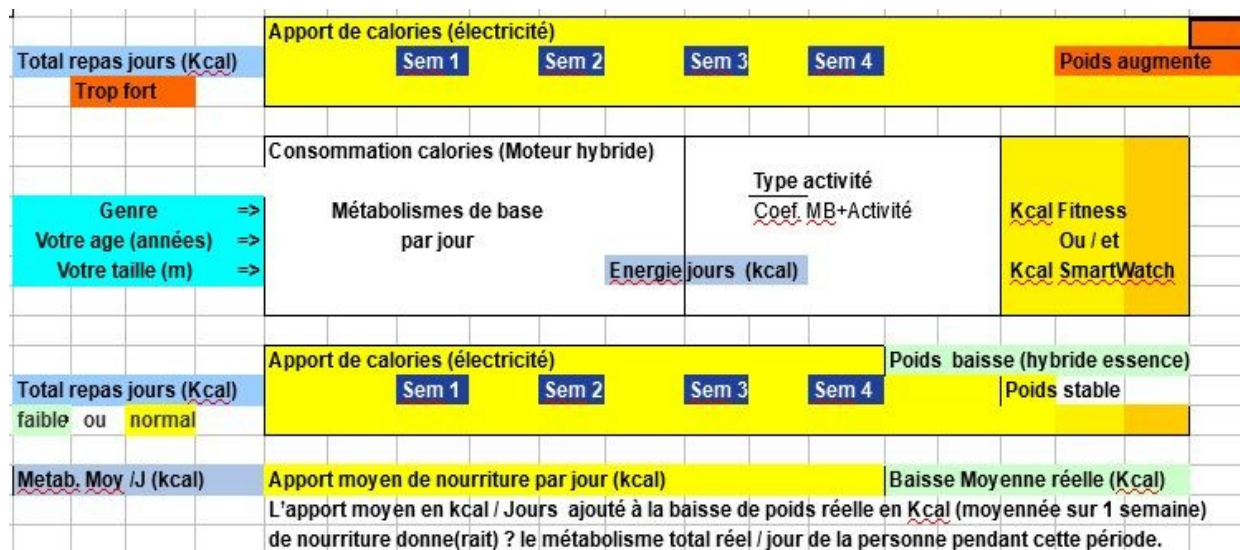 Apport de calories (électricité)
Total repas jours (Kcal) Sem 1 Sem 2 Sem 3 Sem 4 Poids augmente
Trop fort
Consommation calories (Moteur hybride)
Type activité
Genre => Métabolismes de base Coef. MB+Activité Kcal Fitness
Votre age (années) => par jour Ou / et
Votre taille (m) => Energie jours (kcal) Kcal SmartWatch
Apport de calories (électricité) Poids baisse (hybride essence)
Total repas jours (Kcal) Sem 1 Sem 2 Sem 3 Sem 4 Poids stable
faible ou normal
Metab. Moy /J (kcal) Apport moyen de nourriture par jour (kcal) Baisse Moyenne réelle (Kcal)
L'apport moyen en kcal / Jours ajouté à la baisse de poids réelle en Kcal (moyennée sur 1 semaine)
de nourriture donne(rait) ? le métabolisme total réel / jour de la personne pendant cette période.